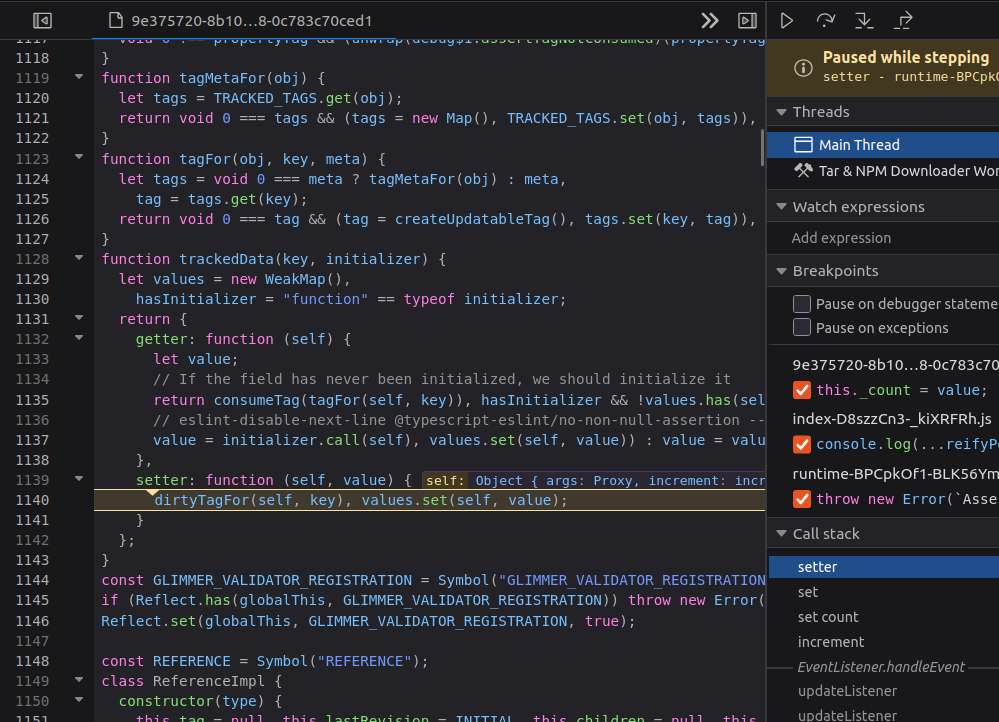 9e375720-8b10...8-0c783c70ced1
1118 }
1119 function tagMetaFor(obj) {
1120 let tags = TRACKED_TAGS.get(obj);
1121 return void 0 === tags && (tags = new Map(), TRACKED_TAGS.set(obj, tags)),
1122 }
1123 function tagFor(obj, key, meta) {
1124 let tags = void 0 === meta ? tagMetaFor(obj) : meta,
1125 tag = tags.get(key);
1126 return void 0 === tag && (tag = createUpdatableTag(), tags.set(key, tag)),
1127 }
1128 function trackedData(key, initializer) {
1129 let values = new WeakMap(),
1130 hasInitializer = "function" == typeof initializer;
1131 return {
1132 getter: function (self) {
1133 let value;
1134 // If the field has never been initialized, we should initialize it
1135 return consumeTag(tagFor(self, key)), hasInitializer && !values.has(sel
1136 // eslint-disable-next-line @typescript-eslint/no-non-null-assertion --
1137 value = initializer.call(self), values.set(self, value)) : value = valu
1138 },
1139 setter: function (self, value) { self: Object { args: Proxy, increment: incr
1140 dirtyTagFor(self, key), values.set(self, value);
1141 }
1142 };
1143 }
1144 const GLIMMER_VALIDATOR_REGISTRATION = Symbol("GLIMMER_VALIDATOR_REGISTRATION
1145 if (Reflect.has(globalThis, GLIMMER_VALIDATOR_REGISTRATION)) throw new Error(
1146 Reflect.set(globalThis, GLIMMER_VALIDATOR_REGISTRATION, true);
1147
1148 const REFERENCE = Symbol("REFERENCE");
1149 class ReferenceImpl {
1150 constructor(type) {
1151 this.tag = null, this.lastRevision = INITIAL, this.children = null, this
Paused while stepping
setter - runtime-BPCpkO
Threads
Main Thread
Tar & NPM Downloader Wor
Watch expressions
Add expression
Breakpoints
Pause on debugger stateme
Pause on exceptions
9e375720-8b10...8-0c783c70
this._count = value;
index-D8szzCn3-_kiXRFRh.js
console.log(...reifyPo
runtime-BPCpkOf1-BLK56Ym
throw new Error(`Asse
Call stack
setter
set
set count
increment
EventListener.handleEvent
updateListener
updateListener